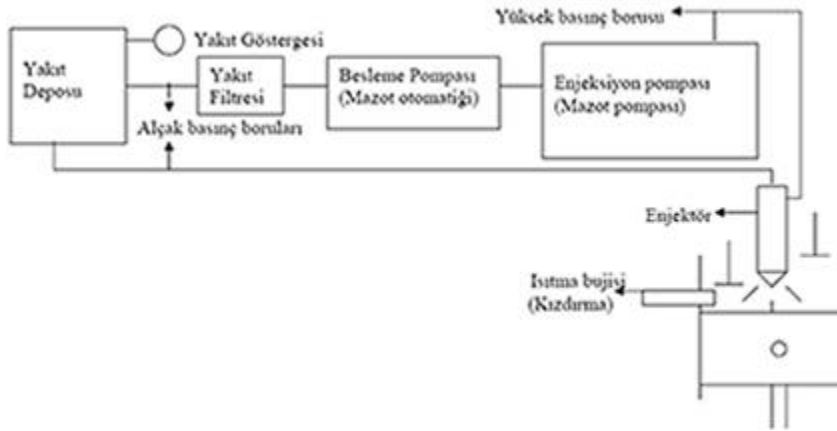 Yüksek basınç borusu
Yakıt Göstergesi
Yakıt
Deposu
Yakıt
Filtresi
Besleme Pompası
(Mazot otomatiği)
Enjeksiyon pompası
(Mazot pompası)
Alçak basınç boruları
Enjektör
Isıtma bujisi
(Kızdırma)